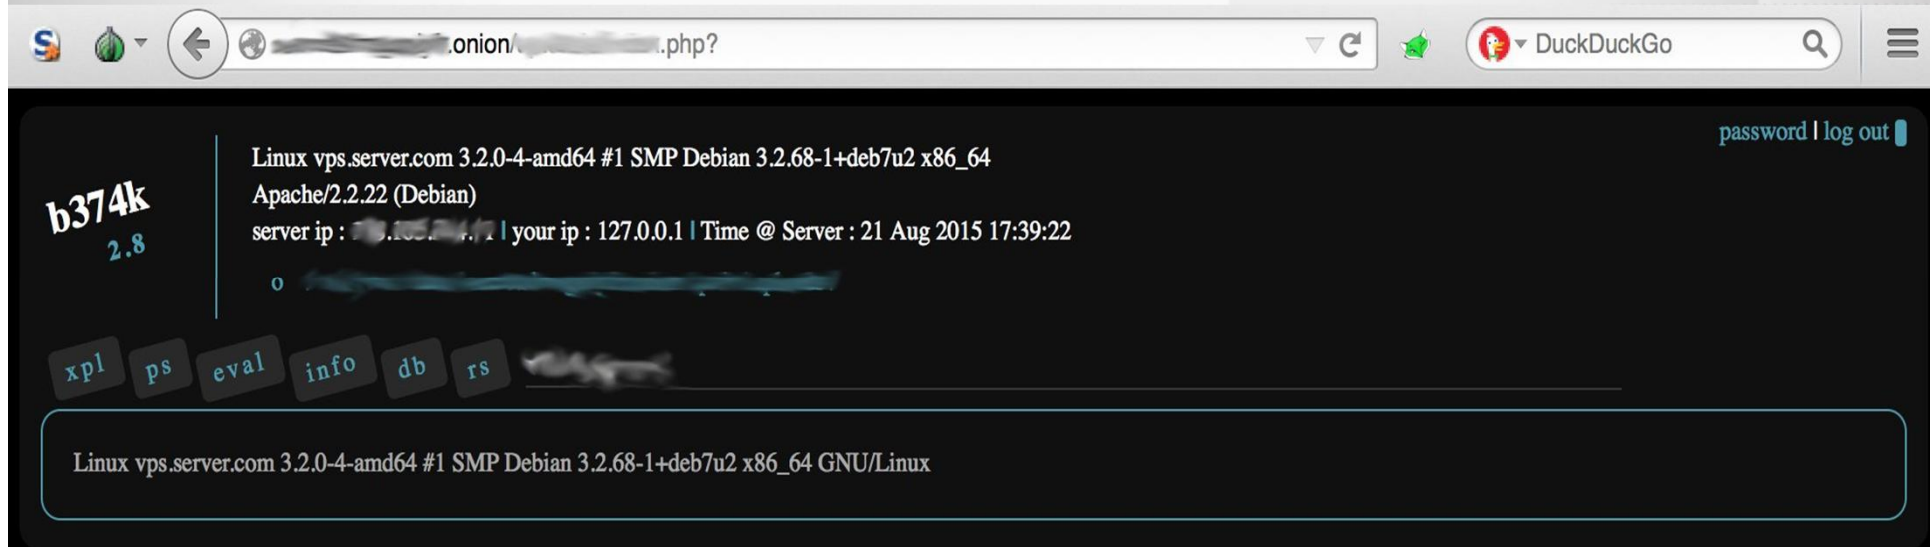 .onion/ .php?
DuckDuckGo
password | log out
b374k
2.8
Linux vps.server.com 3.2.0-4-amd64 #1 SMP Debian 3.2.68-1+deb7u2 x86_64
Apache/2.2.22 (Debian)
server ip : | your ip : 127.0.0.1 | Time @ Server : 21 Aug 2015 17:39:22
o
xpl ps eval info db rs
Linux vps.server.com 3.2.0-4-amd64 #1 SMP Debian 3.2.68-1+deb7u2 x86_64 GNU/Linux